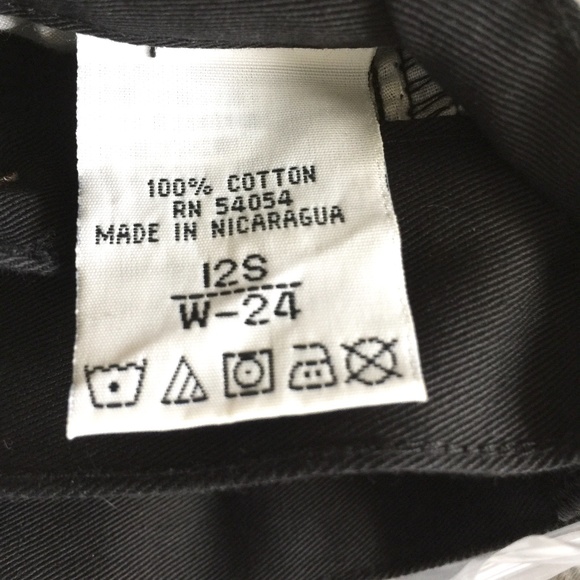 100% COTTON
RN 54054
MADE IN NICARAGUA
12S
W-24